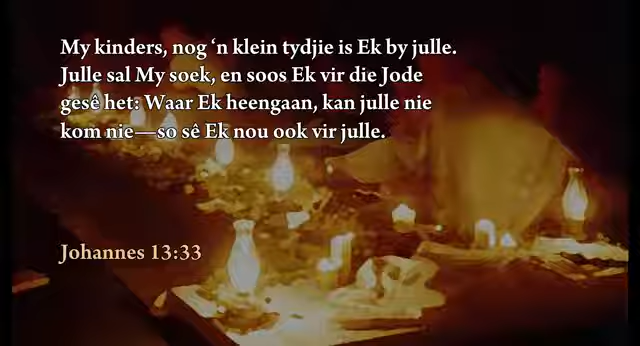 My kinders, nog ‘n klein tydjie is Ek by julle.
Julle sal My soek, en soos Ek vir die Jode
gesê het: Waar Ek heengaan, kan julle nie
kom nie—so sê Ek nou ook vir julle.
Johannes 13:33